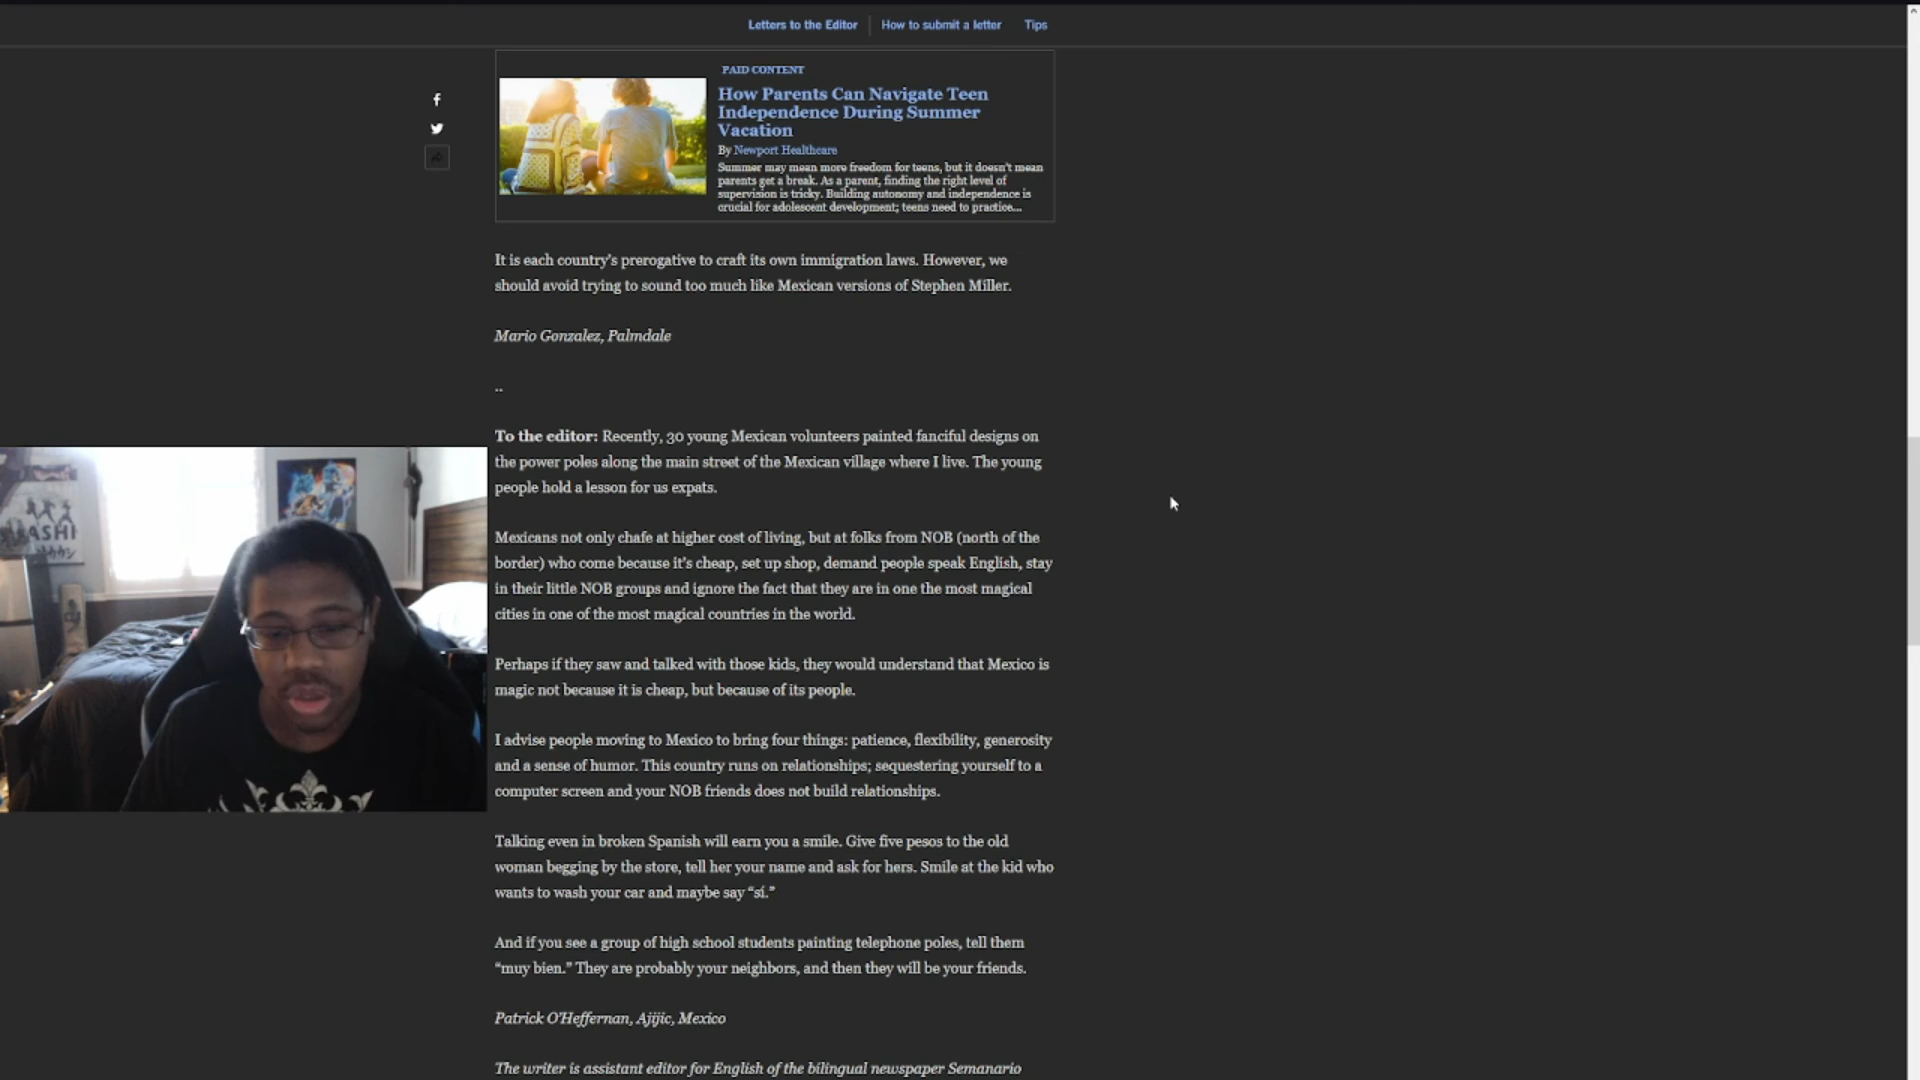 Letters to the Editor
How to submit a letter
Tips
PAID CONTENT
How Parents Can Navigate Teen
Independence During Summer
Vacation
By Newport Healthcare
Summer may mean more freedom for teens, but it doesn't mean
parents get a break. As a parent, finding the right level of
supervision is tricky. Building autonomy and independence is
crucial for adolescent development; teens need to practice...
It is each country's prerogative to craft its own immigration laws. However, we
should avoid trying to sound too much like Mexican versions of Stephen Miller.
Mario Gonzalez, Palmdale
..
To the editor: Recently, 30 young Mexican volunteers painted fanciful designs on
the power poles along the main street of the Mexican village where I live. The young
people hold a lesson for us expats.
Mexicans not only chafe at higher cost of living, but at folks from NOB (north of the
border) who come because it's cheap, set up shop, demand people speak English, stay
in their little NOB groups and ignore the fact that they are in one the most magical
cities in one of the most magical countries in the world.
Perhaps if they saw and talked with those kids, they would understand that Mexico is
magic not because it is cheap, but because of its people.
I advise people moving to Mexico to bring four things: patience, flexibility, generosity
and a sense of humor. This country runs on relationships; sequestering yourself to a
computer screen and your NOB friends does not build relationships.
Talking even in broken Spanish will earn you a smile. Give five pesos to the old
woman begging by the store, tell her your name and ask for hers. Smile at the kid who
wants to wash your car and maybe say “sí.”
And if you see a group of high school students painting telephone poles, tell them
“muy bien.” They are probably your neighbors, and then they will be your friends.
Patrick O'Heffernan, Ajijic, Mexico
The writer is assistant editor for English of the bilingual newspaper Semanario